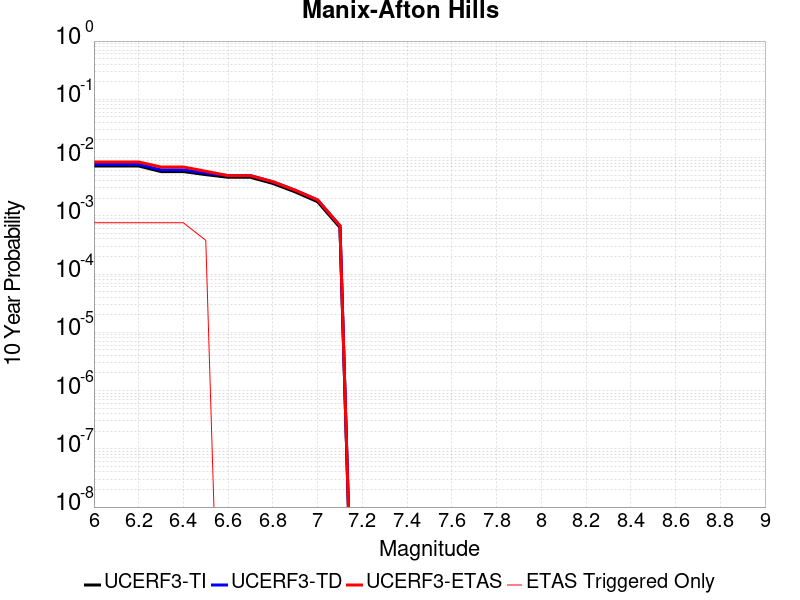 Manix-Afton Hills
10^0
10^-1
10^-2
10^-3
10^-4
10^-5
10^-6
10^-7
10^-8
10 Year Probability
6 6.2 6.4 6.6 6.8 7 7.2 7.4 7.6 7.8 8 8.2 8.4 8.6 8.8 9
Magnitude
UCERF3-TI UCERF3-TD UCERF3-ETAS ETAS Triggered Only